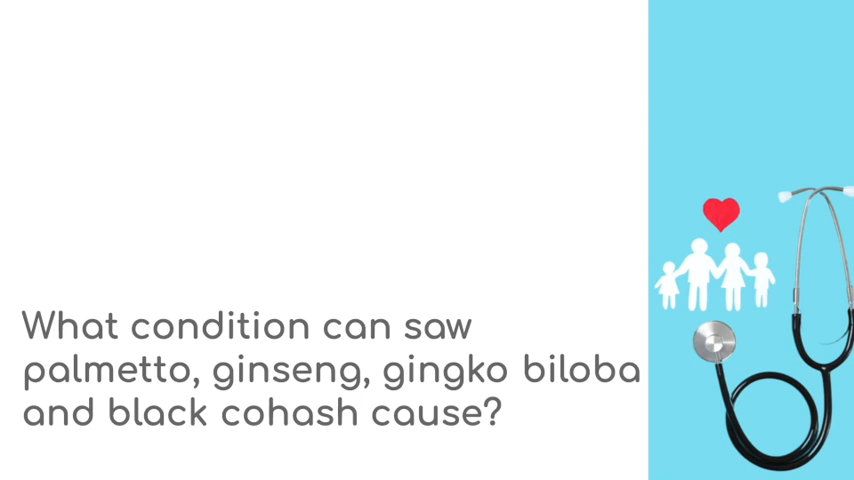 What condition can saw
palmetto, ginseng, gingko biloba
and black cohash cause?